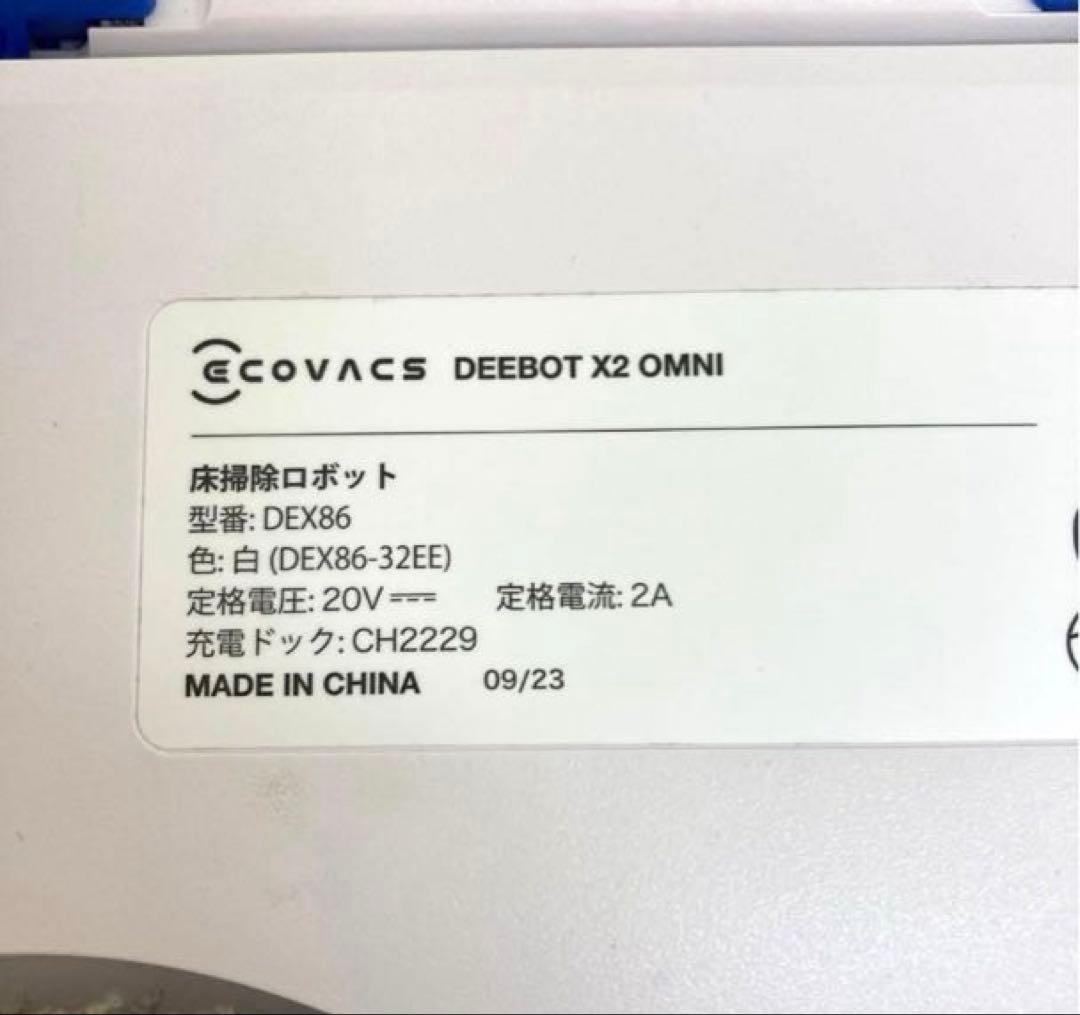 ECOVACS DEEBOT X2 OMNI
床掃除ロボット
型番: DEX86
色: 白 (DEX86-32EE)
定格電圧: 20V⎓ 定格電流: 2A
充電ドック: CH2229
MADE IN CHINA 09/23